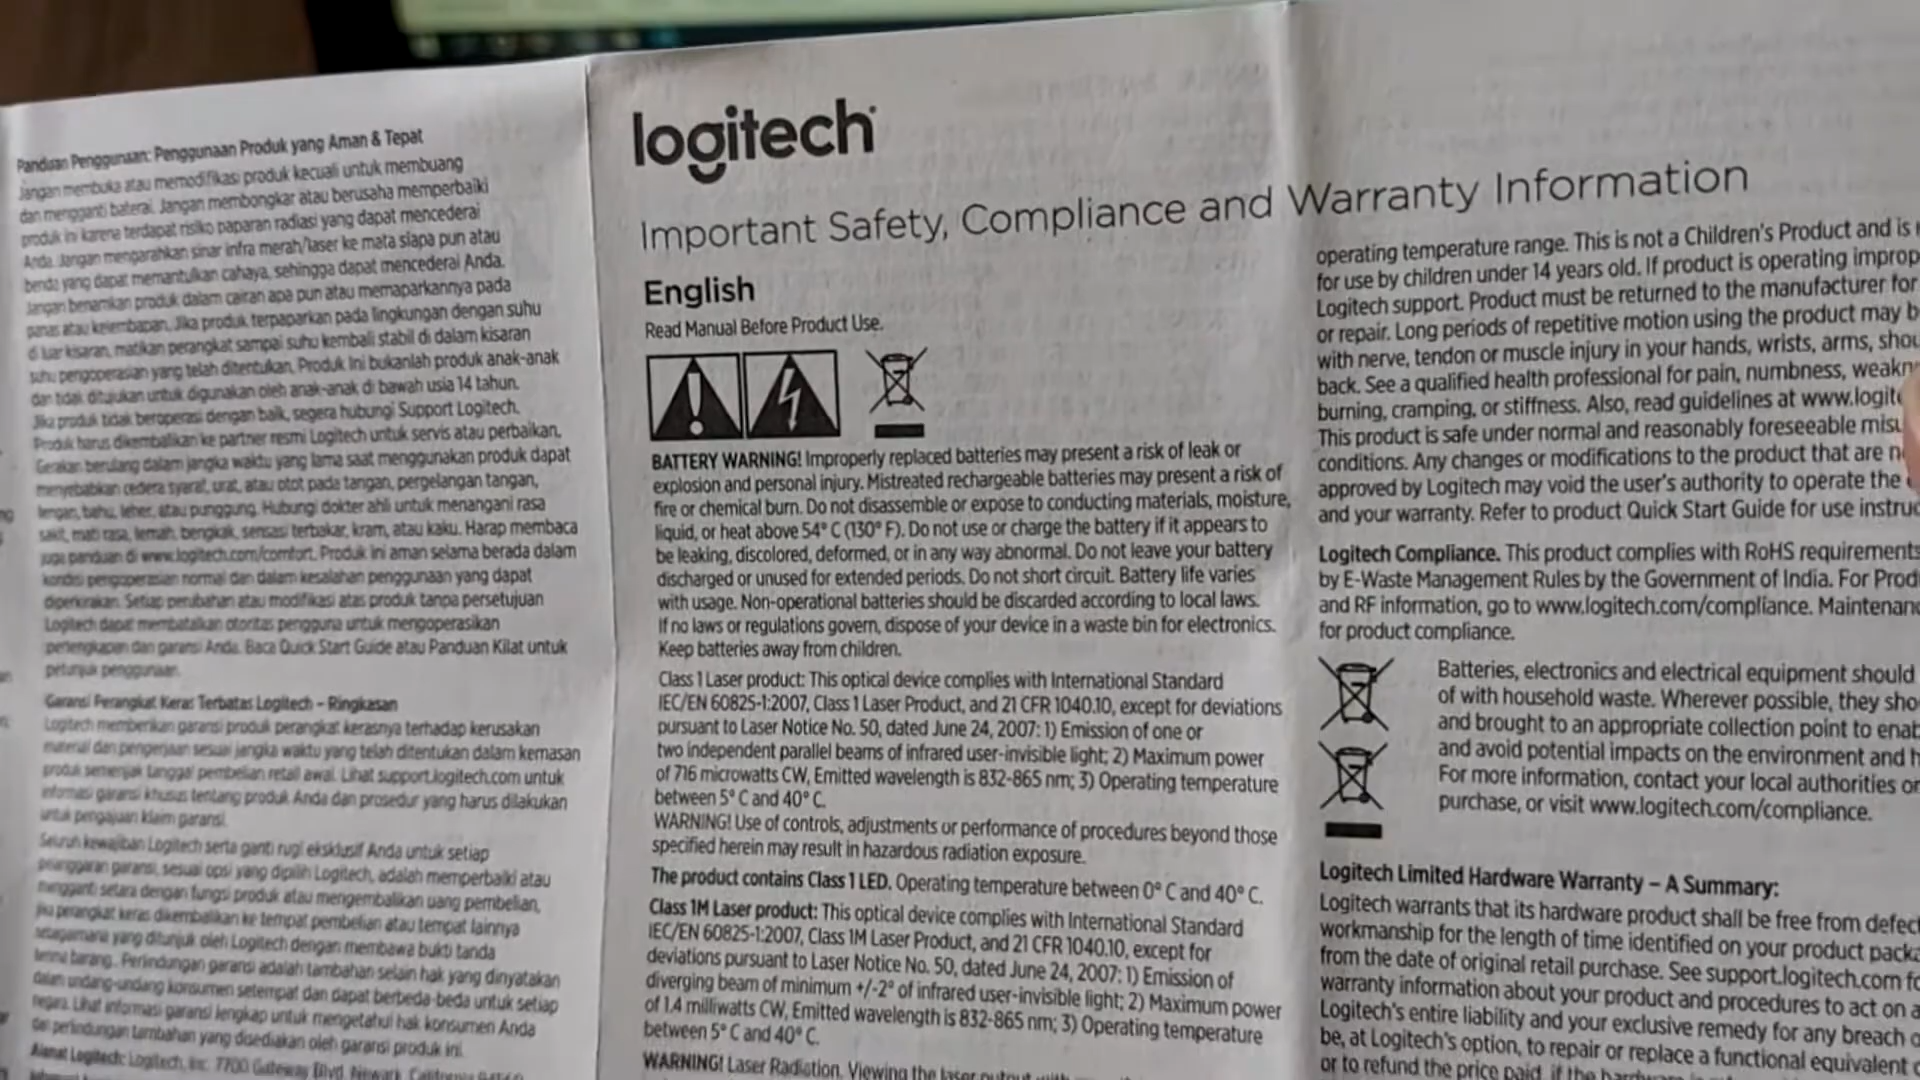 Panduan Penggunaan: Penggunaan Produk yang Aman & Tepat
Jangan membuka atau memodifikasi produk kecuali untuk membuang
dan mengganti baterai. Jangan membongkar atau berusaha memperbaiki
produk ini karena terdapat risiko paparan radiasi yang dapat mencederai
Anda. Jangan mengarahkan sinar infra merah/laser ke mata siapa pun atau
benda yang dapat memantulkan cahaya, sehingga dapat mencederai Anda.
Jangan benamkan produk dalam cairan apa pun atau memaparkannya pada
panas atau kelembapan. Jika produk terpaparkan pada lingkungan dengan suhu
di luar kisaran, matikan perangkat sampai suhu kembali stabil di dalam kisaran
suhu pengoperasian yang telah ditentukan. Produk Ini bukanlah produk anak-anak
dan tidak ditujukan untuk digunakan oleh anak-anak di bawah usia 14 tahun.
Jika produk tidak beroperasi dengan baik, segera hubungi Support Logitech.
Produk harus dikembalikan ke partner resmi Logitech untuk servis atau perbaikan.
Gerakan berulang dalam jangka waktu yang lama saat menggunakan produk dapat
menyebabkan cedera syaraf, urat, atau otot pada tangan, pergelangan tangan,
lengan, bahu, leher, atau punggung. Hubungi dokter ahli untuk menangani rasa
sakit, mati rasa, lemah, bengkak, sensasi terbakar, kram, atau kaku. Harap membaca
juga panduan di www.logitech.com/comfort. Produk ini aman selama berada dalam
kondisi pengoperasian normal dan dalam kesalahan penggunaan yang dapat
diperkirakan. Setiap perubahan atau modifikasi atas produk tanpa persetujuan
Logitech dapat membatalkan otoritas pengguna untuk mengoperasikan
perlengkapan dan garansi Anda. Baca Quick Start Guide atau Panduan Kilat untuk
petunjuk penggunaan.
Garansi Perangkat Keras Terbatas Logitech – Ringkasan
Logitech memberikan garansi produk perangkat kerasnya terhadap kerusakan
material dan pengerjaan sesuai jangka waktu yang telah ditentukan dalam kemasan
produk semenjak tanggal pembelian retail awal. Lihat support.logitech.com untuk
informasi garansi khusus tentang produk Anda dan prosedur yang harus dilakukan
untuk pengajuan klaim garansi.
Seluruh kewajiban Logitech serta ganti rugi eksklusif Anda untuk setiap
pelanggaran garansi, sesuai opsi yang dipilih Logitech, adalah memperbaiki atau
mengganti setara dengan fungsi produk atau mengembalikan uang pembelian,
jika perangkat keras dikembalikan ke tempat pembelian atau tempat lainnya
sebagaimana yang ditunjuk oleh Logitech dengan membawa bukti tanda
terima barang. Perlindungan garansi adalah tambahan selain hak yang dinyatakan
dalam undang-undang konsumen setempat dan dapat berbeda-beda untuk setiap
negara. Lihat informasi garansi lengkap untuk mengetahui hak konsumen Anda
dan perlindungan tambahan yang disediakan oleh garansi produk ini.
Alamat Logitech: Logitech, Inc. 7700 Gateway Blvd. Newark, California
logitech
Important Safety, Compliance and Warranty Information
English
Read Manual Before Product Use.
BATTERY WARNING! Improperly replaced batteries may present a risk of leak or
explosion and personal injury. Mistreated rechargeable batteries may present a risk of
fire or chemical burn. Do not disassemble or expose to conducting materials, moisture,
liquid, or heat above 54° C (130° F). Do not use or charge the battery if it appears to
be leaking, discolored, deformed, or in any way abnormal. Do not leave your battery
discharged or unused for extended periods. Do not short circuit. Battery life varies
with usage. Non-operational batteries should be discarded according to local laws.
If no laws or regulations govern, dispose of your device in a waste bin for electronics.
Keep batteries away from children.
Class 1 Laser product: This optical device complies with International Standard
IEC/EN 60825-1:2007, Class 1 Laser Product, and 21 CFR 1040.10, except for deviations
pursuant to Laser Notice No. 50, dated June 24, 2007: 1) Emission of one or
two independent parallel beams of infrared user-invisible light; 2) Maximum power
of 716 microwatts CW, Emitted wavelength is 832-865 nm; 3) Operating temperature
between 5° C and 40° C.
WARNING! Use of controls, adjustments or performance of procedures beyond those
specified herein may result in hazardous radiation exposure.
The product contains Class 1 LED. Operating temperature between 0° C and 40° C.
Class 1M Laser product: This optical device complies with International Standard
IEC/EN 60825-1:2007, Class 1M Laser Product, and 21 CFR 1040.10, except for
deviations pursuant to Laser Notice No. 50, dated June 24, 2007: 1) Emission of
diverging beam of minimum +/-2° of infrared user-invisible light; 2) Maximum power
of 1.4 milliwatts CW, Emitted wavelength is 832-865 nm; 3) Operating temperature
between 5° C and 40° C.
WARNING! Laser Radiation. Viewing the laser output with
operating temperature range. This is not a Children's Product and is
for use by children under 14 years old. If product is operating improp
Logitech support. Product must be returned to the manufacturer for
or repair. Long periods of repetitive motion using the product may b
with nerve, tendon or muscle injury in your hands, wrists, arms, shou
back. See a qualified health professional for pain, numbness, weakn
burning, cramping, or stiffness. Also, read guidelines at www.logit
This product is safe under normal and reasonably foreseeable misu
conditions. Any changes or modifications to the product that are n
approved by Logitech may void the user's authority to operate the
and your warranty. Refer to product Quick Start Guide for use instruc
Logitech Compliance. This product complies with RoHS requirements
by E-Waste Management Rules by the Government of India. For Prod
and RF information, go to www.logitech.com/compliance. Maintenanc
for product compliance.
Batteries, electronics and electrical equipment should
of with household waste. Wherever possible, they sho
and brought to an appropriate collection point to enab
and avoid potential impacts on the environment and h
For more information, contact your local authorities or
purchase, or visit www.logitech.com/compliance.
Logitech Limited Hardware Warranty – A Summary:
Logitech warrants that its hardware product shall be free from defect
workmanship for the length of time identified on your product packa
from the date of original retail purchase. See support.logitech.com fo
warranty information about your product and procedures to act on a
Logitech's entire liability and your exclusive remedy for any breach o
be, at Logitech's option, to repair or replace a functional equivalent
or to refund the price paid, if the hardware is